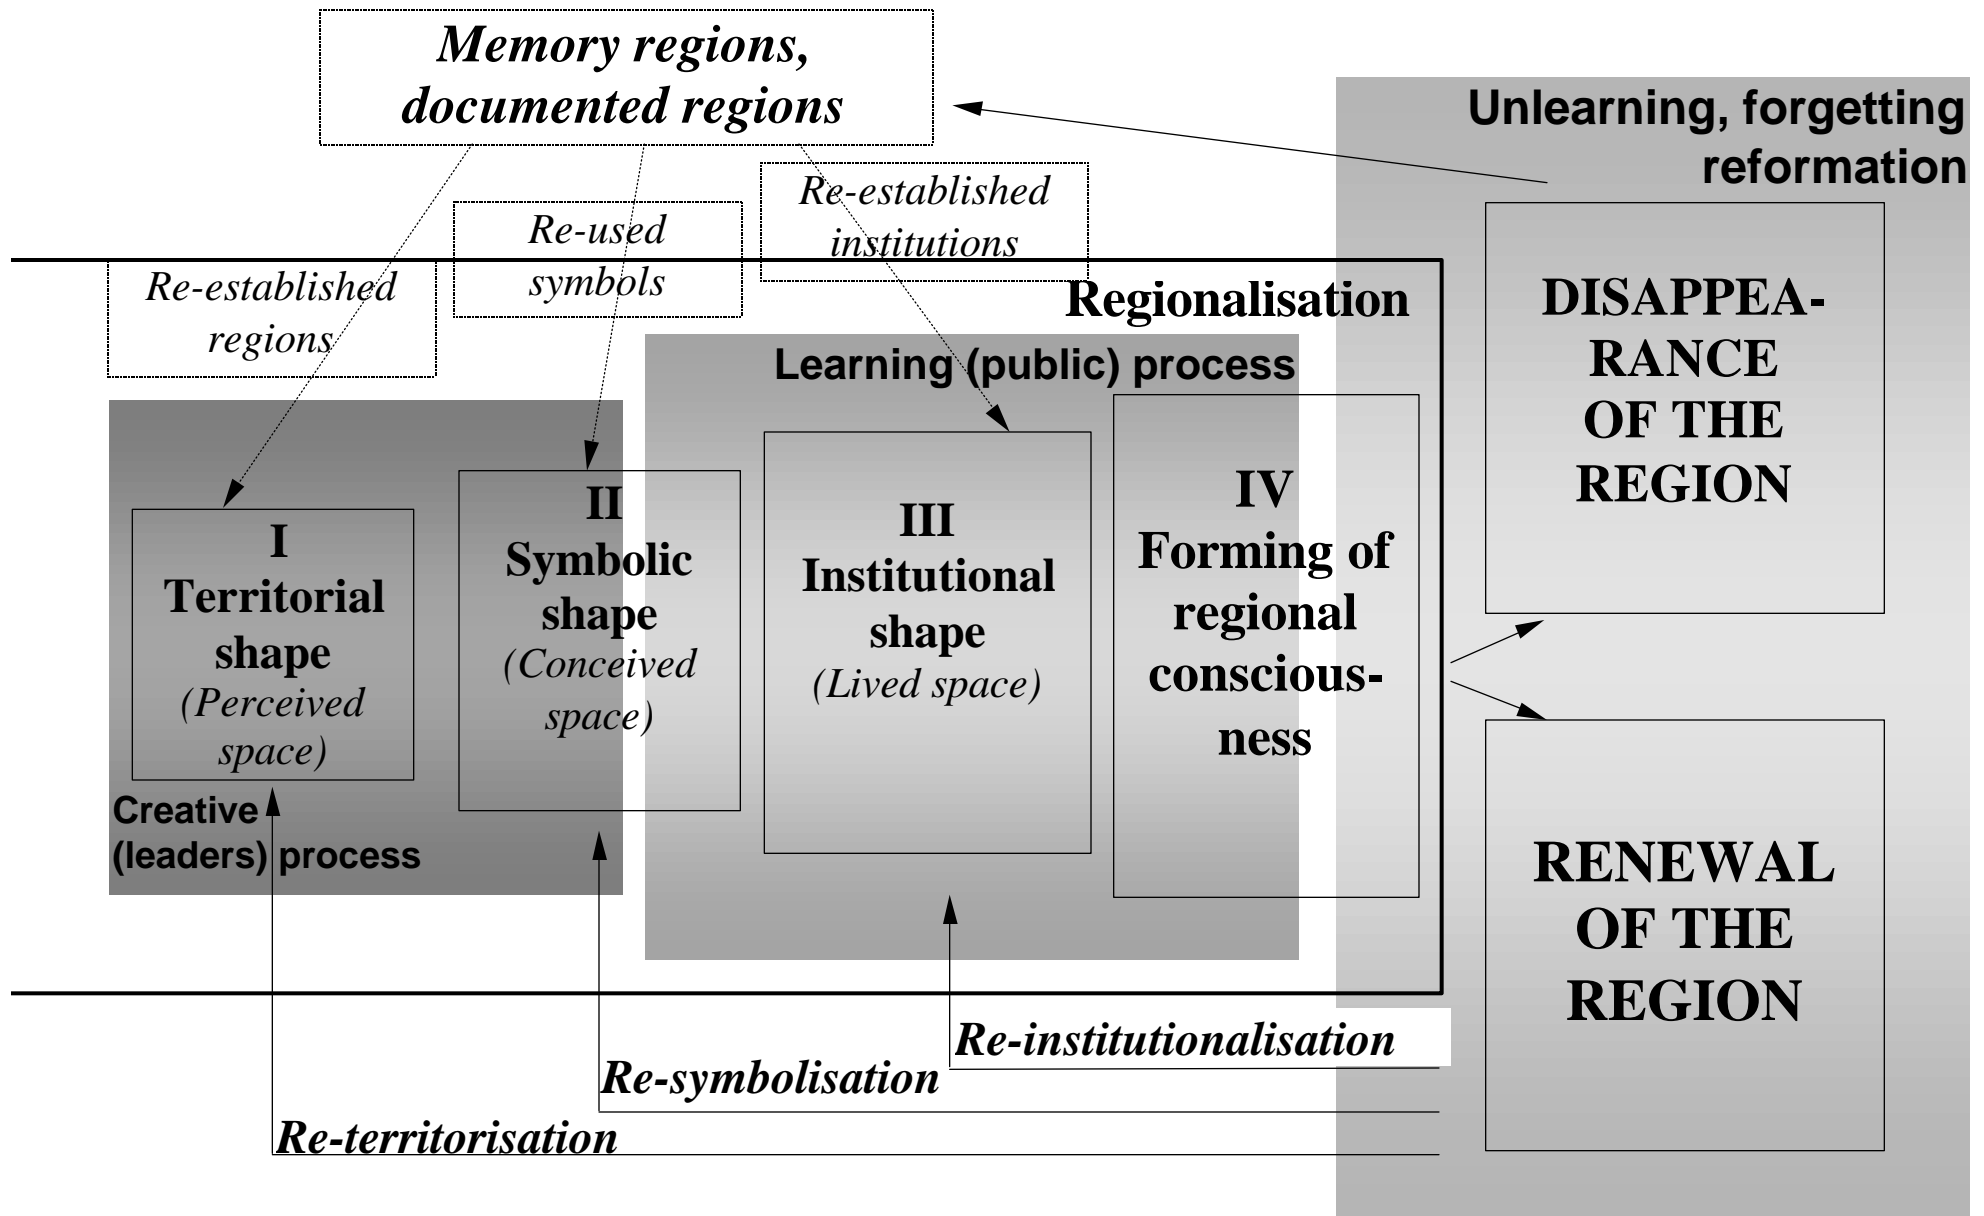 Memory regions,
documented regions
Unlearning, forgetting
reformation
Re-established
institutions
Re-used
symbols
Re-established
regions
Regionalisation
Learning (public) process
I
Territorial
shape
(Perceived
space)
Creative
(leaders) process
II
Symbolic
shape
(Conceived
space)
III
Institutional
shape
(Lived space)
IV
Forming of
regional
conscious-
ness
DISAPPEA-
RANCE
OF THE
REGION
RENEWAL
OF THE
REGION
Re-institutionalisation
Re-symbolisation
Re-territorisation